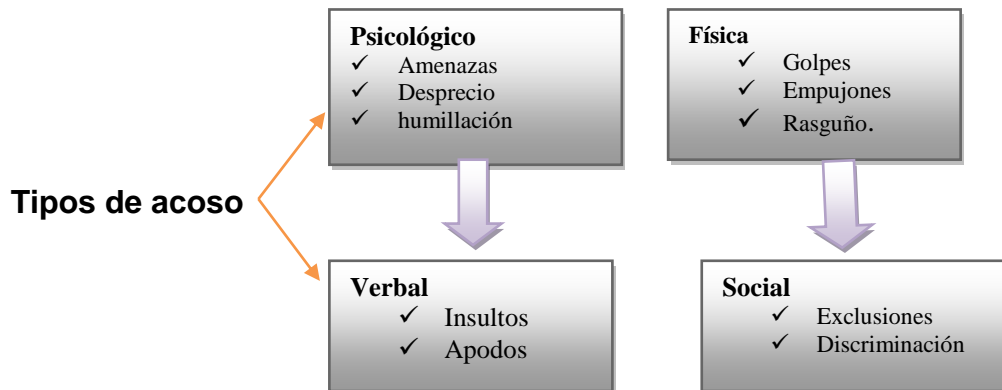 Tipos de acoso
Psicológico
✓ Amenazas
✓ Desprecio
✓ humillación
Física
✓ Golpes
✓ Empujones
✓ Rasguño.
Verbal
✓ Insultos
✓ Apodos
Social
✓ Exclusiones
✓ Discriminación